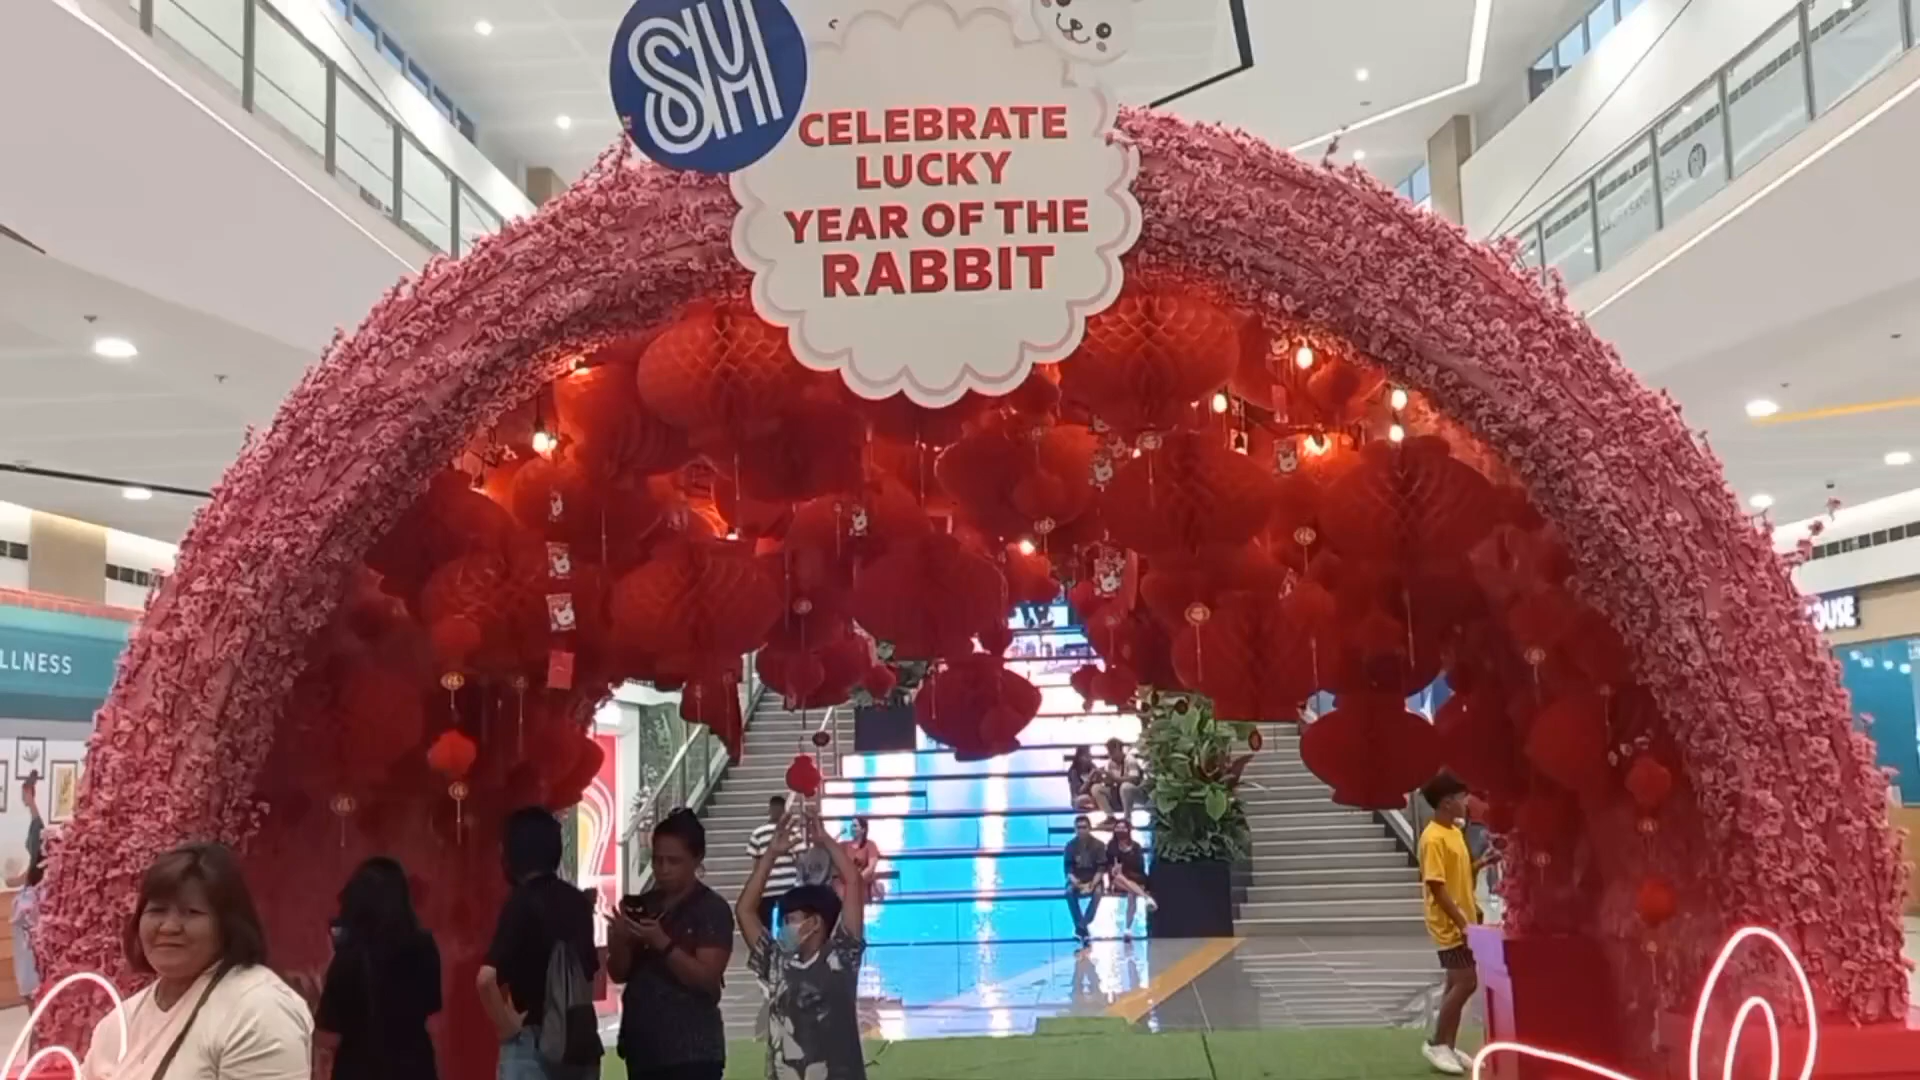 SM
CELEBRATE
LUCKY
YEAR OF THE
RABBIT
LLNESS
OUSE